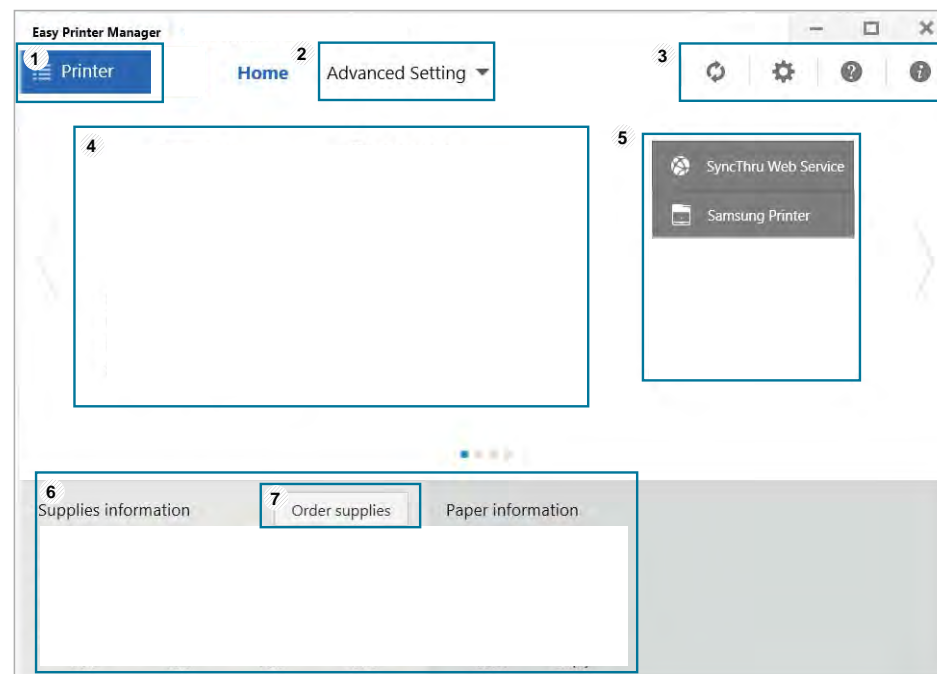 Easy Printer Manager
1
Printer
Home
2
Advanced Setting
3
4
5
SyncThru Web Service
Samsung Printer
6
Supplies information
7
Order supplies
Paper information